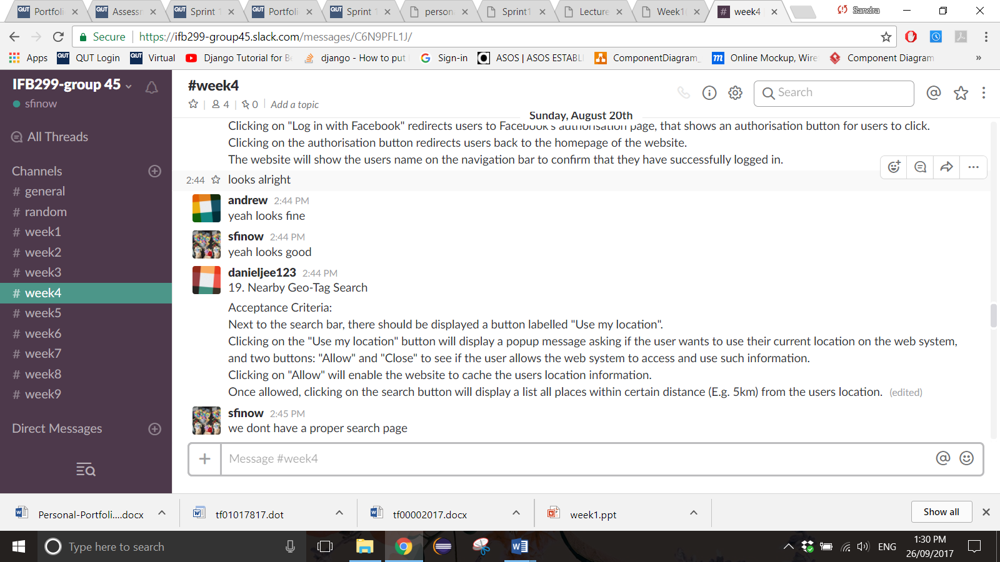 Portfoli
Assessm
Sprint 1
Portfoli
Sprint 1
person
Sprint1
Lecture
Week1
week4
Sandra
Secure
https://ifb299-group45.slack.com/messages/C6N9PFL1J/
Apps
QUT Login
Virtual
Django Tutorial for Be
django - How to put
Sign-in
ASOS | ASOS ESTABLI
ComponentDiagram_
Online Mockup, Wire
Component Diagram
»
IFB299-group 45
sfinow
All Threads
Channels
# general
# random
# week1
# week2
# week3
# week4
# week5
# week6
# week7
# week8
# week9
Direct Messages
#week4
4
0
Add a topic
Search
Sunday, August 20th
Clicking on "Log in with Facebook" redirects users to Facebook's authorisation page, that shows an authorisation button for users to click.
Clicking on the authorisation button redirects users back to the homepage of the website.
The website will show the users name on the navigation bar to confirm that they have successfully logged in.
2:44 looks alright
andrew 2:44 PM
yeah looks fine
sfinow 2:44 PM
yeah looks good
danieljee123 2:44 PM
19. Nearby Geo-Tag Search
Acceptance Criteria:
Next to the search bar, there should be displayed a button labelled "Use my location".
Clicking on the "Use my location" button will display a popup message asking if the user wants to use their current location on the web system,
and two buttons: "Allow" and "Close" to see if the user allows the web system to access and use such information.
Clicking on "Allow" will enable the website to cache the users location information.
Once allowed, clicking on the search button will display a list all places within certain distance (E.g. 5km) from the users location. (edited)
sfinow 2:45 PM
we dont have a proper search page
Message #week4
Personal-Portfoli....docx
tf01017817.dot
tf00002017.docx
week1.ppt
Show all
Type here to search
ENG
1:30 PM
26/09/2017